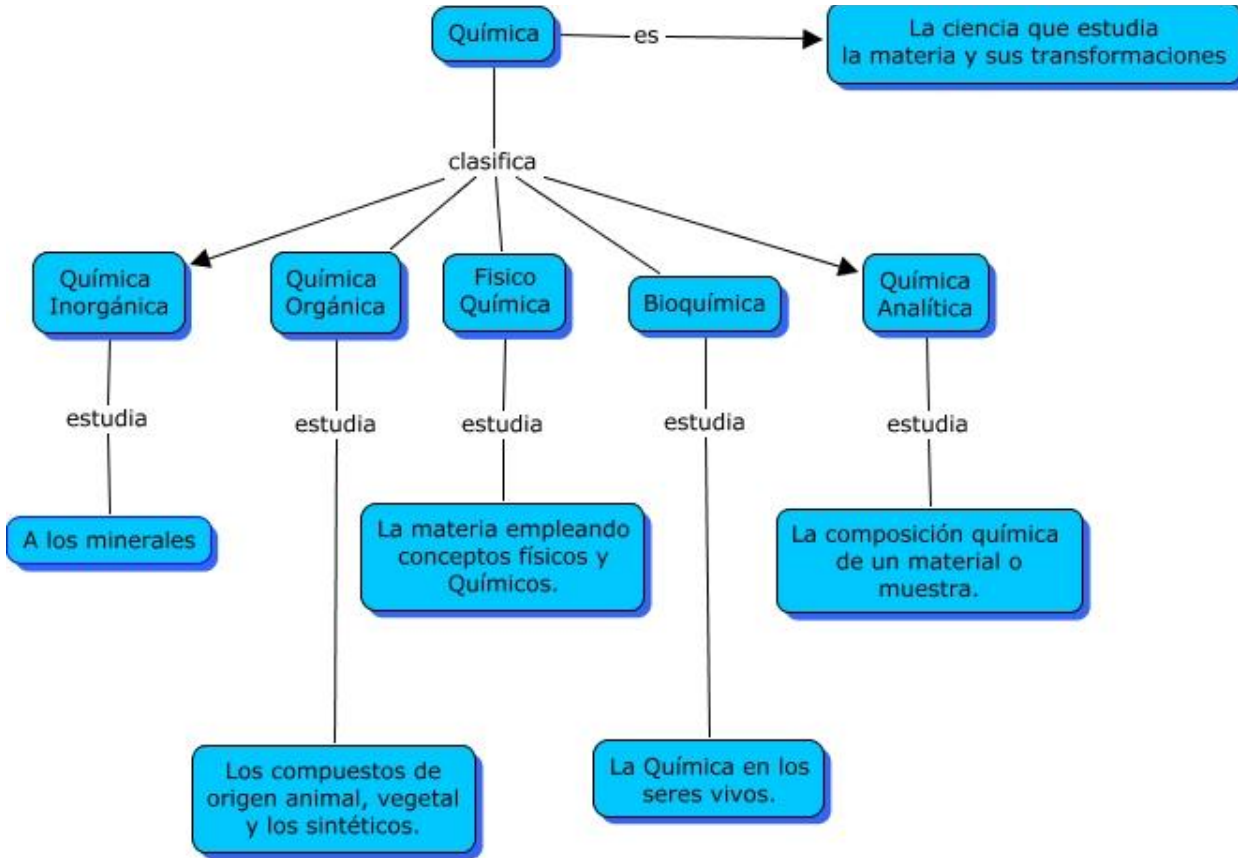 Química
es
La ciencia que estudia
la materia y sus transformaciones
clasifica
Química
Inorgánica
Química
Orgánica
Fisico
Química
Bioquímica
Química
Analítica
estudia
estudia
estudia
estudia
estudia
A los minerales
La materia empleando
conceptos físicos y
Químicos.
La composición química
de un material o
muestra.
Los compuestos de
origen animal, vegetal
y los sintéticos.
La Química en los
seres vivos.